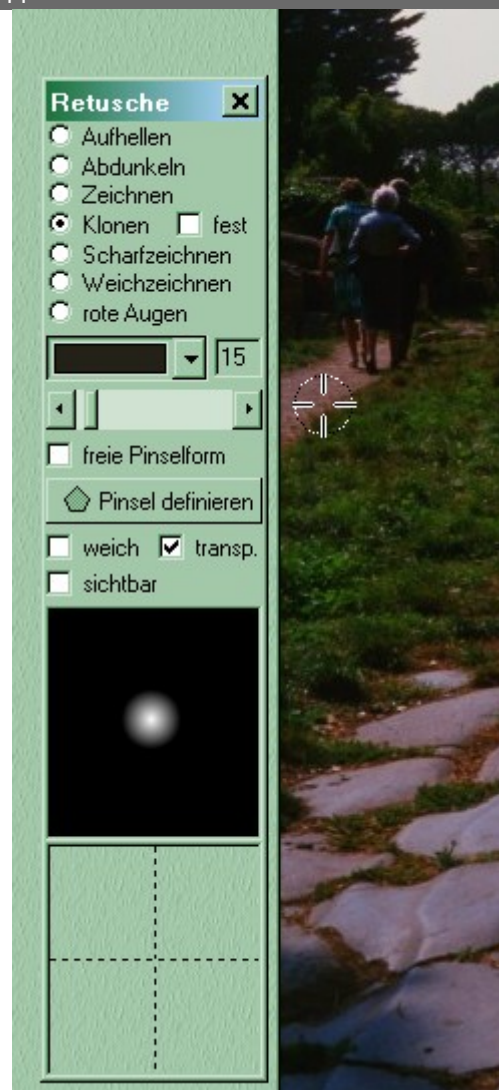 Retusche
Aufhellen
Abdunkeln
Zeichnen
Klonen fest
Scharfzeichnen
Weichzeichnen
rote Augen
15
freie Pinselform
Pinsel definieren
weich transp.
sichtbar